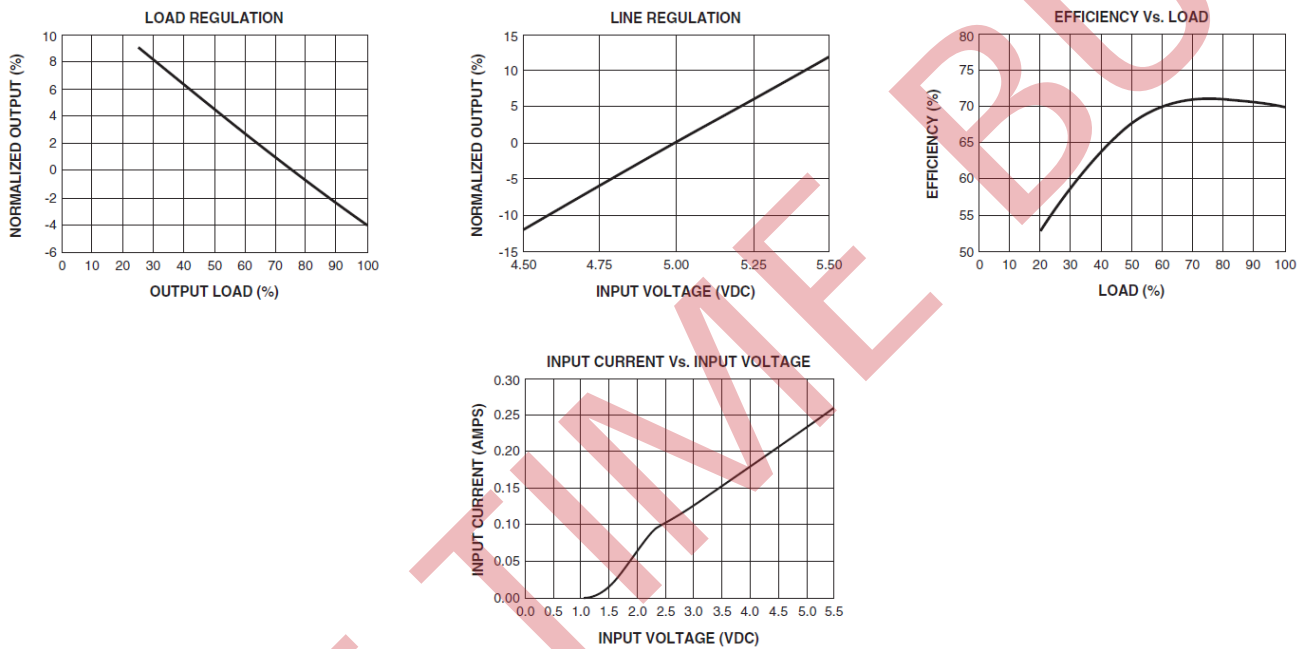 LOAD REGULATION
NORMALIZED OUTPUT (%)
10
8
6
4
2
0
-2
-4
-6
0 10 20 30 40 50 60 70 80 90 100
OUTPUT LOAD (%)
LINE REGULATION
NORMALIZED OUTPUT (%)
15
10
5
0
-5
-10
-15
4.50 4.75 5.00 5.25 5.50
INPUT VOLTAGE (VDC)
EFFICIENCY Vs. LOAD
EFFICIENCY (%)
80
75
70
65
60
55
50
0 10 20 30 40 50 60 70 80 90 100
LOAD (%)
INPUT CURRENT Vs. INPUT VOLTAGE
INPUT CURRENT (AMPS)
0.30
0.25
0.20
0.15
0.10
0.05
0.00
0.0 0.5 1.0 1.5 2.0 2.5 3.0 3.5 4.0 4.5 5.0 5.5
INPUT VOLTAGE (VDC)
TIME